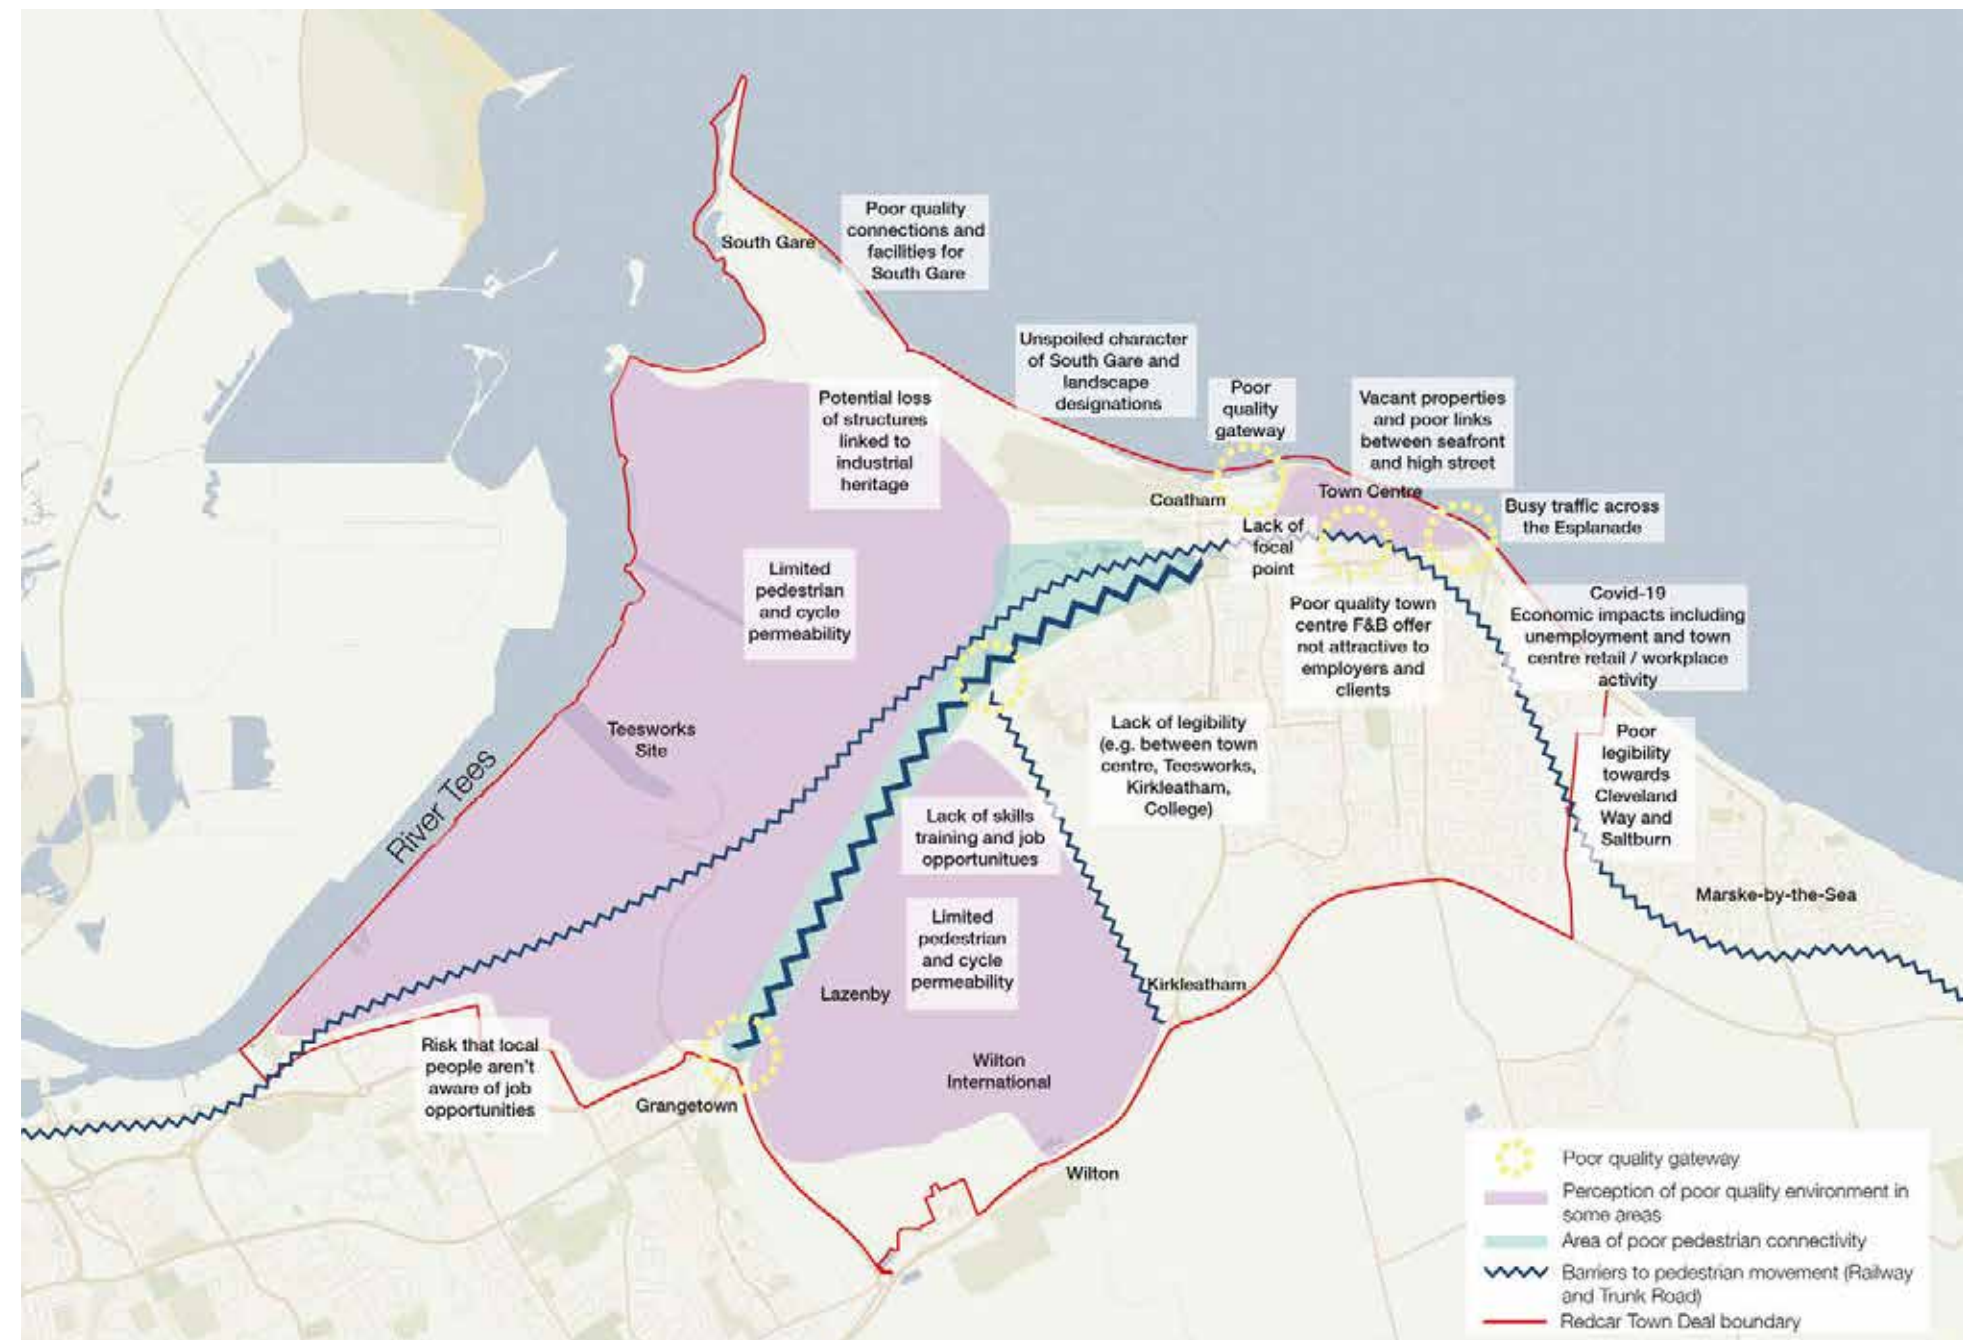 Poor quality
connections and
facilities for
South Gare
South Gare
Unspoiled character
of South Gare and
landscape
designations
Poor
quality
gateway
Vacant properties
and poor links
between seafront
and high street
Potential loss
of structures
linked to
industrial
heritage
Coatham
Town Centre
Busy traffic across
the Esplanade
Lack of
focal
point
Limited
pedestrian
and cycle
permeability
Poor quality town
centre F&B offer
not attractive to
employers and
clients
Covid-19
Economic impacts including
unemployment and town
centre retail / workplace
activity
Teesworks
Site
River Tees
Lack of legibility
(e.g. between town
centre, Teesworks,
Kirkleatham,
College)
Poor
legibility
towards
Cleveland
Way and
Saltburn
Lack of skills
training and job
opportunitues
Marske-by-the-Sea
Limited
pedestrian
and cycle
permeability
Lazenby
Kirkleatham
Risk that local
people aren't
aware of job
opportunities
Wilton
International
Grangetown
Wilton
Poor quality gateway
Perception of poor quality environment in
some areas
Area of poor pedestrian connectivity
Barriers to pedestrian movement (Railway
and Trunk Road)
Redcar Town Deal boundary